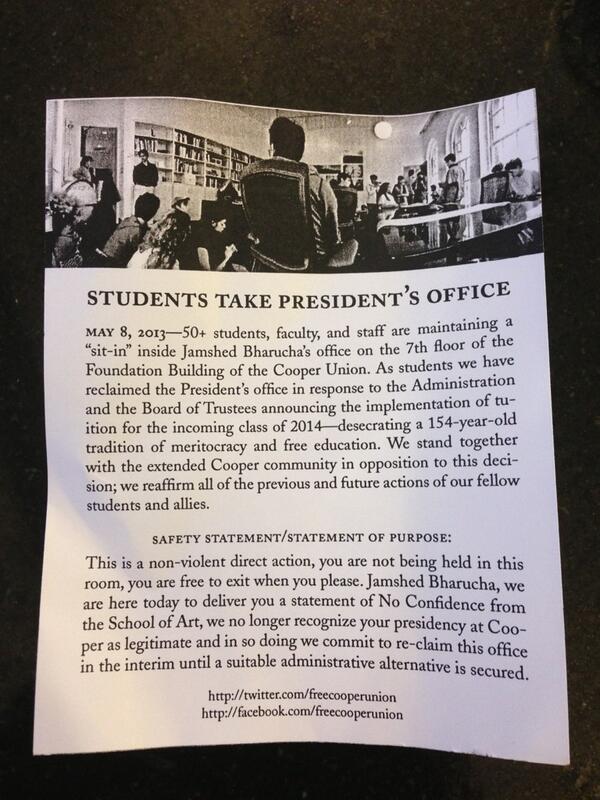 STUDENTS TAKE PRESIDENT'S OFFICE
MAY 8, 2013—50+ students, faculty, and staff are maintaining a
“sit-in” inside Jamshed Bharucha's office on the 7th floor of the
Foundation Building of the Cooper Union. As students we have
reclaimed the President's office in response to the Administration
and the Board of Trustees announcing the implementation of tu-
ition for the incoming class of 2014—desecrating a 154-year-old
tradition of meritocracy and free education. We stand together
with the extended Cooper community in opposition to this deci-
sion; we reaffirm all of the previous and future actions of our fellow
students and allies.
SAFETY STATEMENT/STATEMENT OF PURPOSE:
This is a non-violent direct action, you are not being held in this
room, you are free to exit when you please. Jamshed Bharucha, we
are here today to deliver you a statement of No Confidence from
the School of Art, we no longer recognize your presidency at Coo-
per as legitimate and in so doing we commit to re-claim this office
in the interim until a suitable administrative alternative is secured.
http://twitter.com/freecooperunion
http://facebook.com/freecooperunion